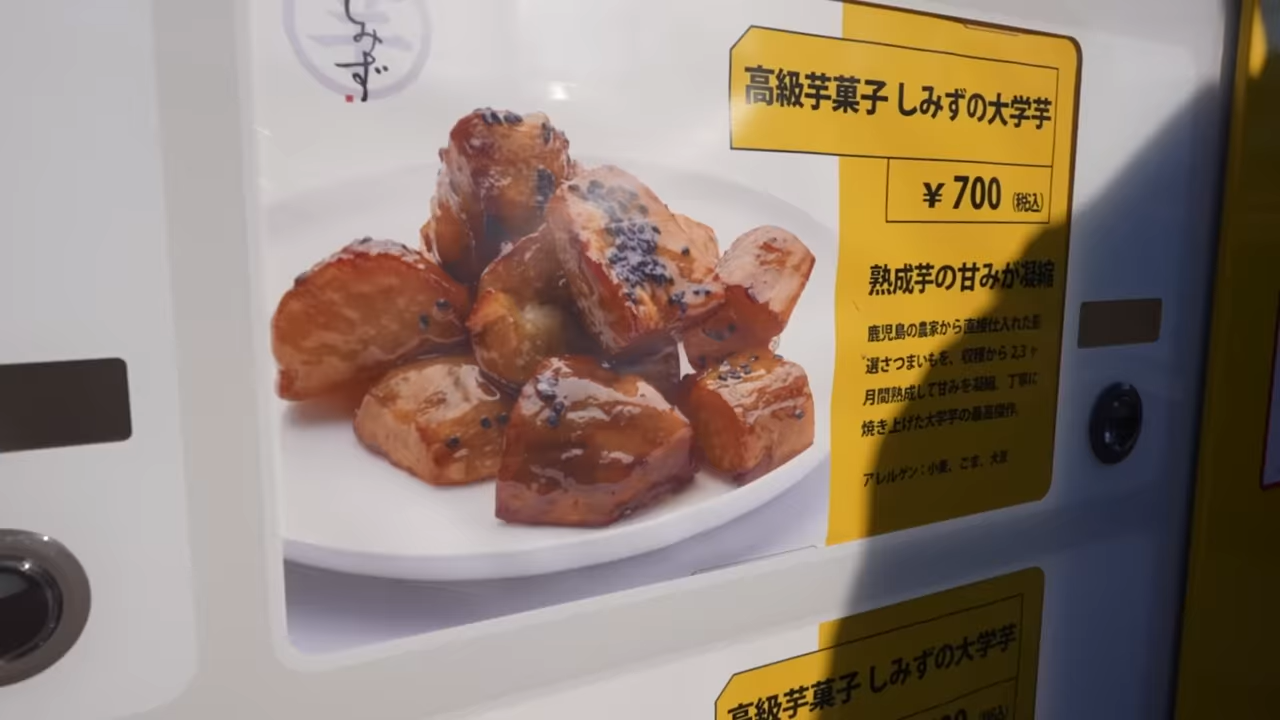 しみず
高級芋菓子 しみずの大学芋
¥700 (税込)
熟成芋の甘みが凝縮
鹿児島の農家から直接仕入れた厳
選さつまいもを、収穫から2,3ヶ
月間熟成して甘みを凝縮。丁寧に
焼き上げた大学芋の最高傑作。
アレルゲン：小麦、ごま、大豆
高級芋菓子 しみずの大学芋
(税込)